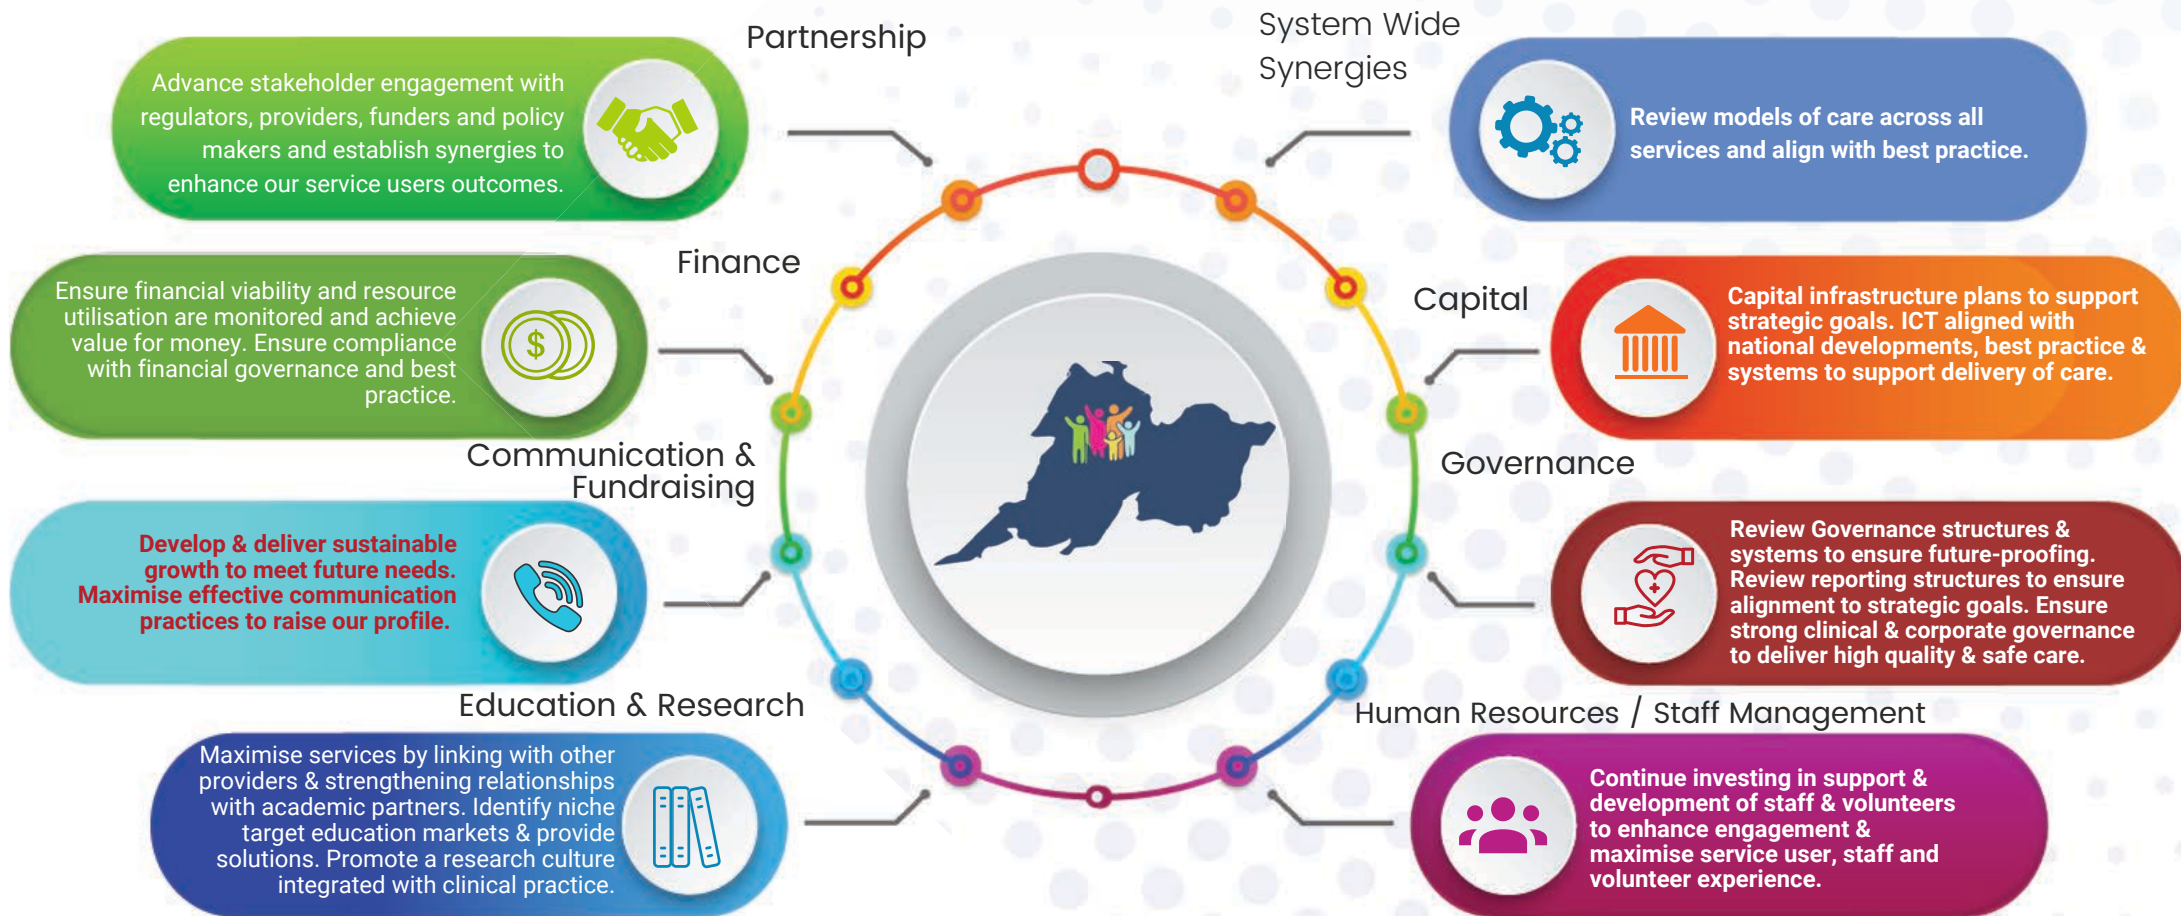 Partnership
Advance stakeholder engagement with
regulators, providers, funders and policy
makers and establish synergies to
enhance our service users outcomes.
Finance
Ensure financial viability and resource
utilisation are monitored and achieve
value for money. Ensure compliance
with financial governance and best
practice.
$
Communication &
Fundraising
Develop & deliver sustainable
growth to meet future needs.
Maximise effective communication
practices to raise our profile.
Education & Research
Maximise services by linking with other
providers & strengthening relationships
with academic partners. Identify niche
target education markets & provide
solutions. Promote a research culture
integrated with clinical practice.
System Wide
Synergies
Review models of care across all
services and align with best practice.
Capital
Capital infrastructure plans to support
strategic goals. ICT aligned with
national developments, best practice &
systems to support delivery of care.
Governance
Review Governance structures &
systems to ensure future-proofing.
Review reporting structures to ensure
alignment to strategic goals. Ensure
strong clinical & corporate governance
to deliver high quality & safe care.
Human Resources / Staff Management
Continue investing in support &
development of staff & volunteers
to enhance engagement &
maximise service user, staff and
volunteer experience.